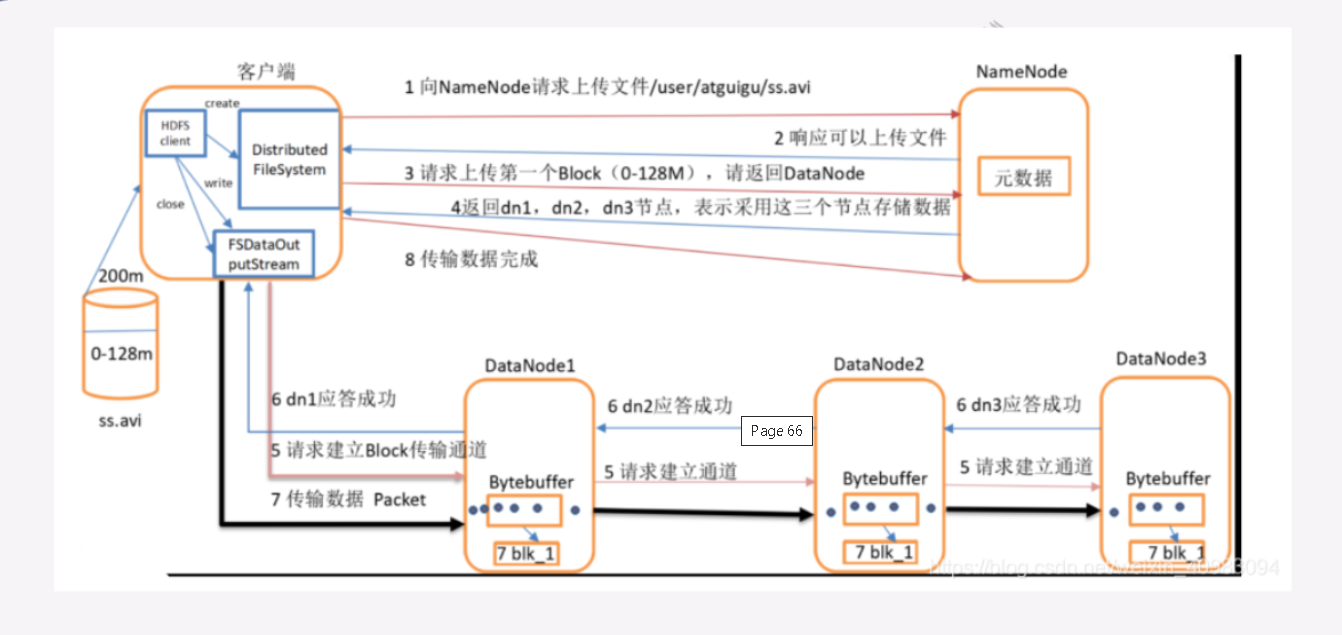 客户端
NameNode
1 向NameNode请求上传文件/user/atguigu/ss.avi
create
HDFS
client
Distributed
FileSystem
2 响应可以上传文件
3 请求上传第一个Block（0-128M），请返回DataNode
元数据
write
close
4返回dn1，dn2，dn3节点，表示采用这三个节点存储数据
FSDataOut
putStream
8 传输数据完成
200m
0-128m
ss.avi
DataNode1
DataNode2
DataNode3
6 dn1应答成功
6 dn2应答成功
6 dn3应答成功
Page 66
5 请求建立Block传输通道
5 请求建立通道
5 请求建立通道
7 传输数据 Packet
Bytebuffer
Bytebuffer
Bytebuffer
7 blk_1
7 blk_1
7 blk_1